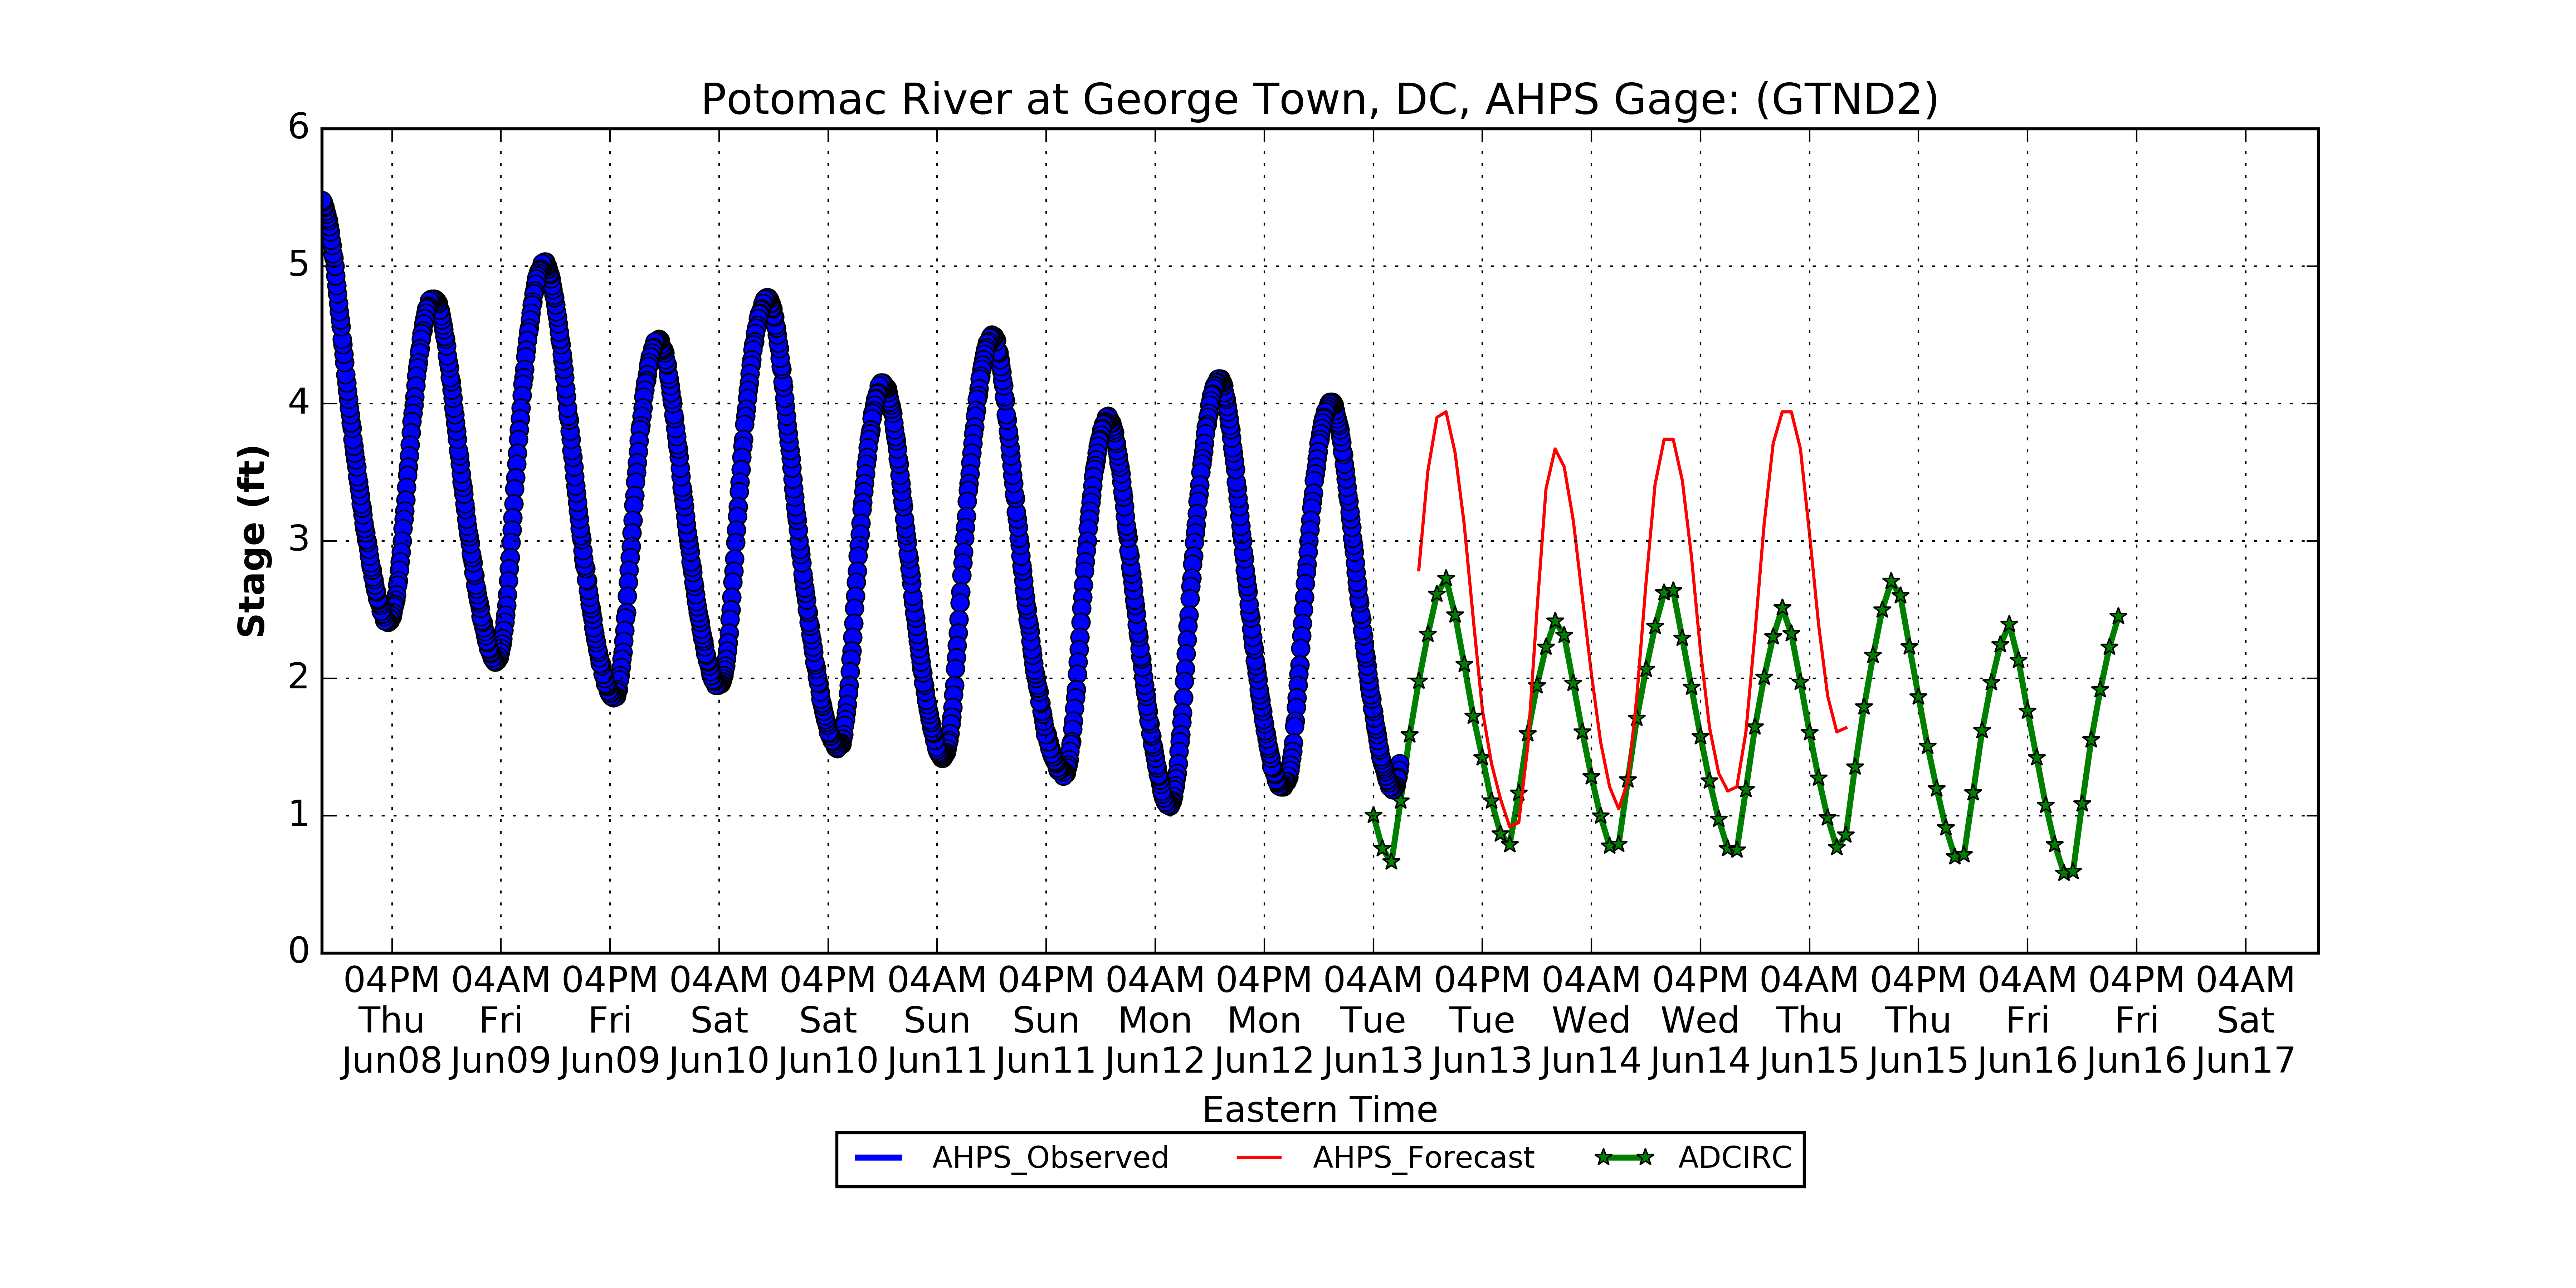 Potomac River at George Town, DC, AHPS Gage: (GTND2)
6
5
4
3
2
1
0
Stage (ft)
04PM 04AM 04PM 04AM 04PM 04AM 04PM 04AM 04PM 04AM 04PM 04AM 04PM 04AM 04PM 04AM 04PM 04AM
Thu Fri Fri Sat Sat Sun Sun Mon Mon Tue Tue Wed Wed Thu Thu Fri Fri Sat
Jun08 Jun09 Jun09 Jun10 Jun10 Jun11 Jun11 Jun12 Jun12 Jun13 Jun13 Jun14 Jun14 Jun15 Jun15 Jun16 Jun16 Jun17
Eastern Time
AHPS_Observed AHPS_Forecast ADCIRC